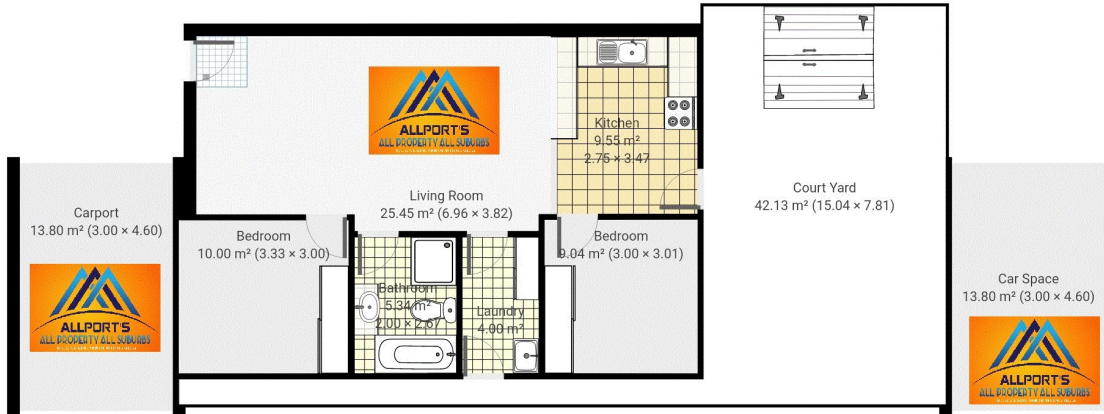 ALLPORT'S
ALL PROPERTY ALL SUBURBS
Kitchen
9.55 m²
2.75 × 3.47
Living Room
25.45 m² (6.96 × 3.82)
Court Yard
42.13 m² (15.04 × 7.81)
Carport
13.80 m² (3.00 × 4.60)
ALLPORT'S
ALL PROPERTY ALL SUBURBS
Bedroom
10.00 m² (3.33 × 3.00)
Bathroom
5.34 m²
2.00 × 2.67
Laundry
4.00 m²
Bedroom
9.04 m² (3.00 × 3.01)
Car Space
13.80 m² (3.00 × 4.60)
ALLPORT'S
ALL PROPERTY ALL SUBURBS